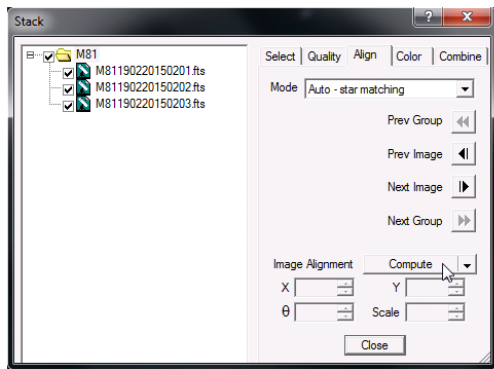 Stack
M81
M81190220150201.fts
M81190220150202.fts
M81190220150203.fts
Select Quality Align Color Combine
Mode Auto - star matching
Prev Group
Prev Image
Next Image
Next Group
Image Alignment Compute
X Y
θ Scale
Close